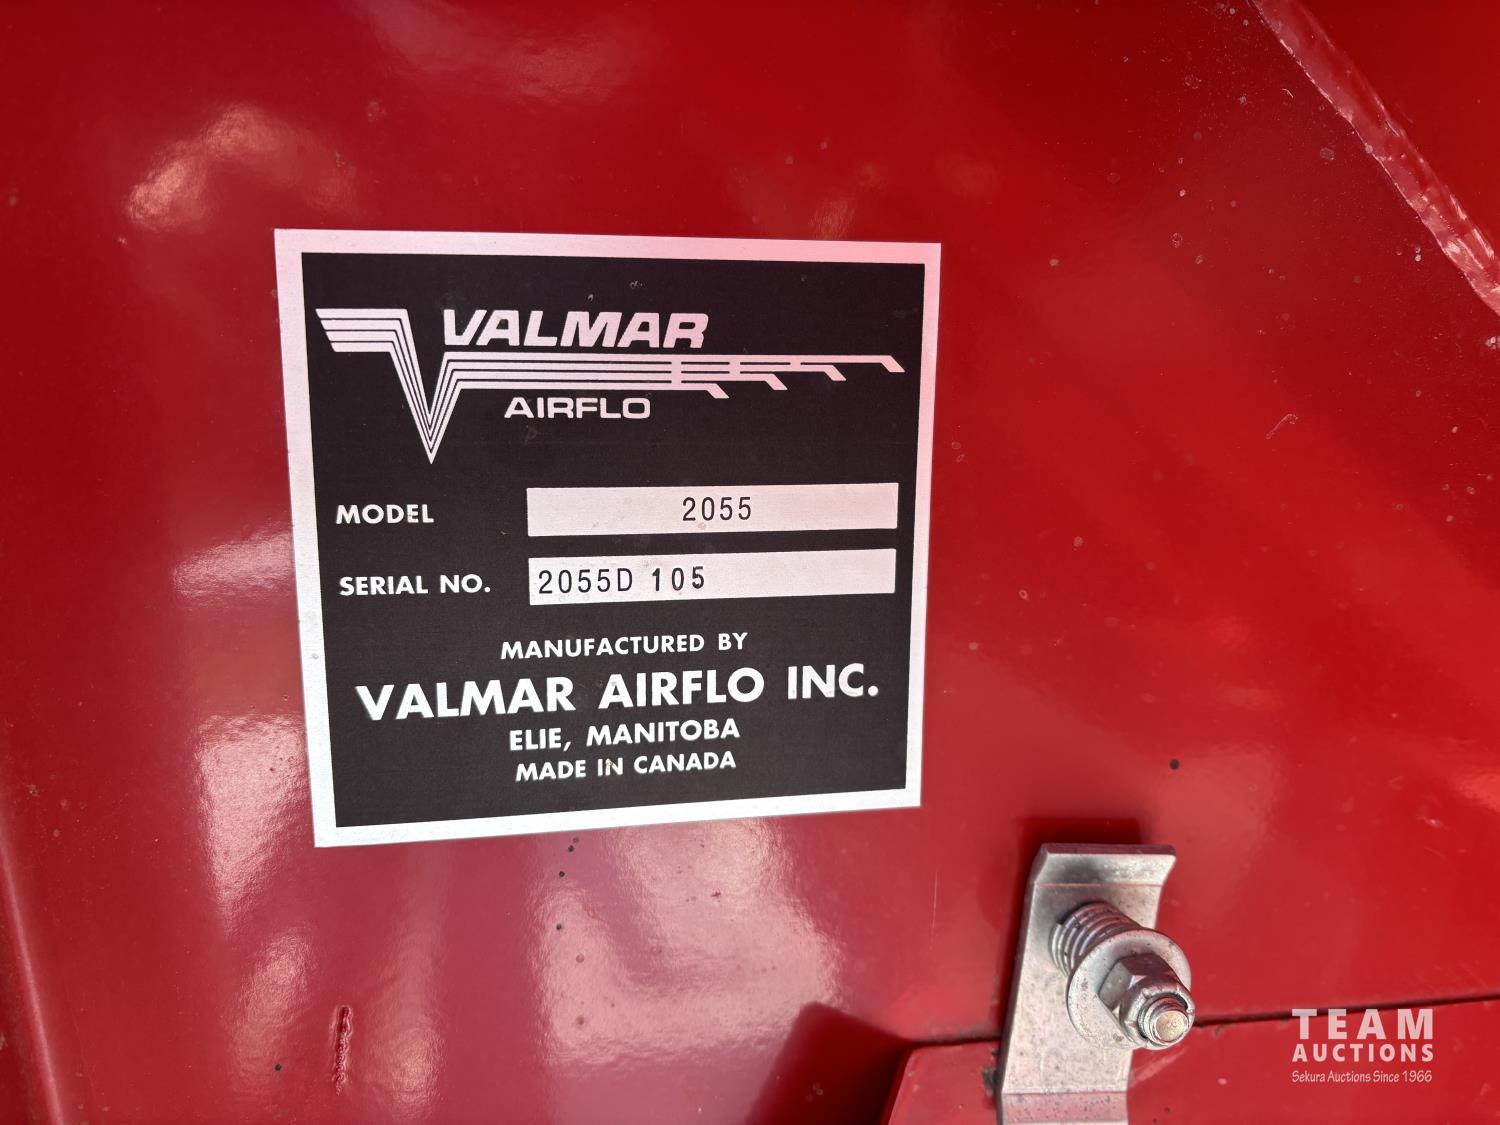 VALMAR
AIRFLO
MODEL 2055
SERIAL NO. 2055D 105
MANUFACTURED BY
VALMAR AIRFLO INC.
ELIE, MANITOBA
MADE IN CANADA
TEAM
AUCTIONS
Sekura Auctions Since 1966